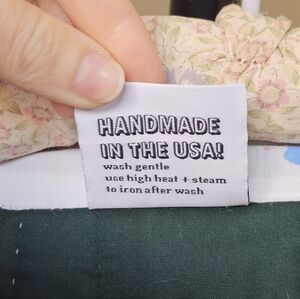 HANDMADE
IN THE USA!
wash gentle
use high heat + steam
to iron after wash